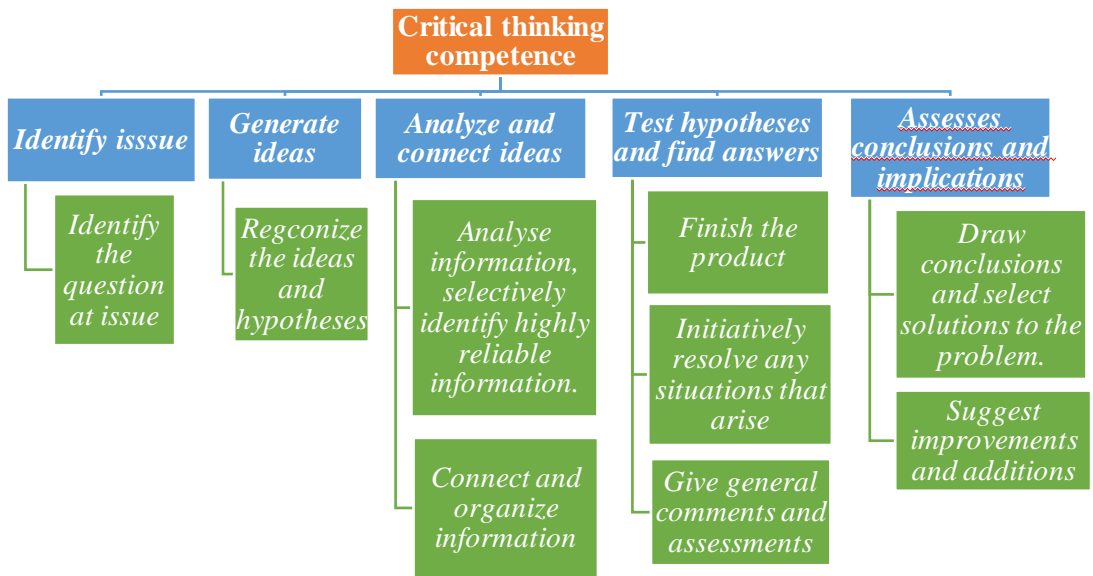 Critical thinking
competence
Identify isssue
Identify
the
question
at issue
Generate
ideas
Regconize
the ideas
and
hypotheses
Analyze and
connect ideas
Analyse
information,
selectively
identify highly
reliable
information.
Connect and
organize
information
Test hypotheses
and find answers
Finish the
product
Initiatively
resolve any
situations that
arise
Give general
comments and
assessments
Assesses
conclusions and
implications
Draw
conclusions
and select
solutions to the
problem.
Suggest
improvements
and additions